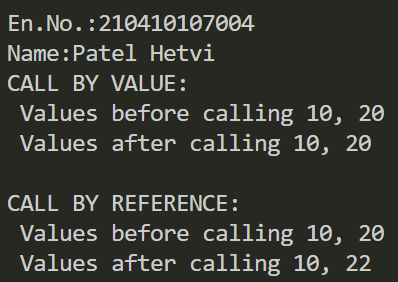 En.No.:210410107004
Name:Patel Hetvi
CALL BY VALUE:
 Values before calling 10, 20
 Values after calling 10, 20

CALL BY REFERENCE:
 Values before calling 10, 20
 Values after calling 10, 22